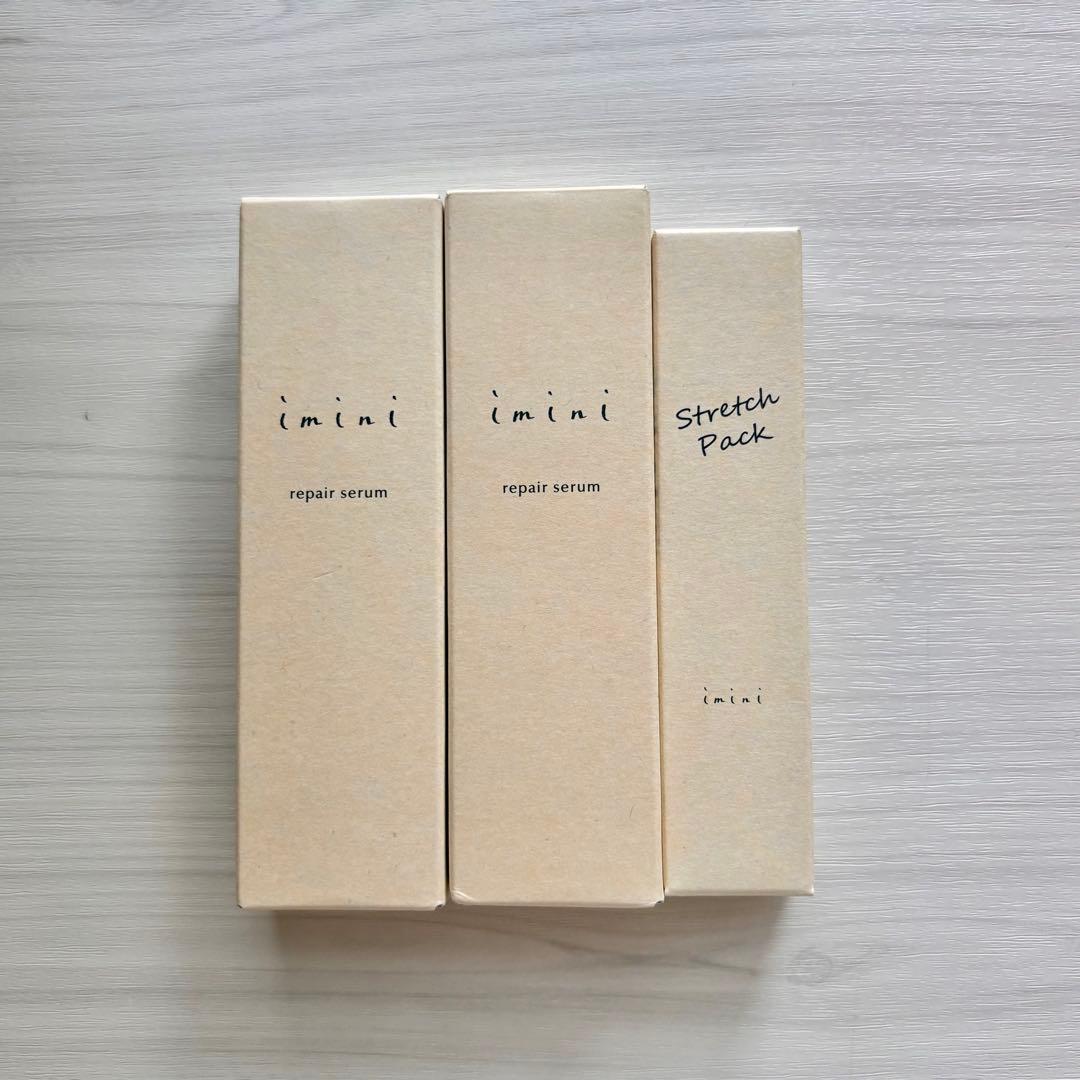 imini
repair serum
imini
repair serum
Stretch
Pack
imini